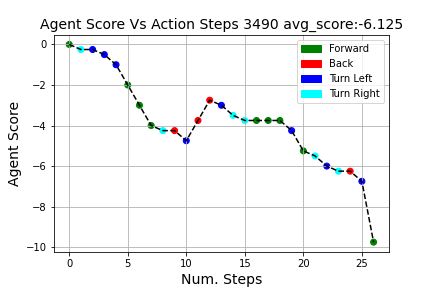 Agent Score Vs Action Steps 3490 avg_score:-6.125
Forward
Back
Turn Left
Turn Right
Agent Score
0
−2
−4
−6
−8
−10
0 5 10 15 20 25
Num. Steps